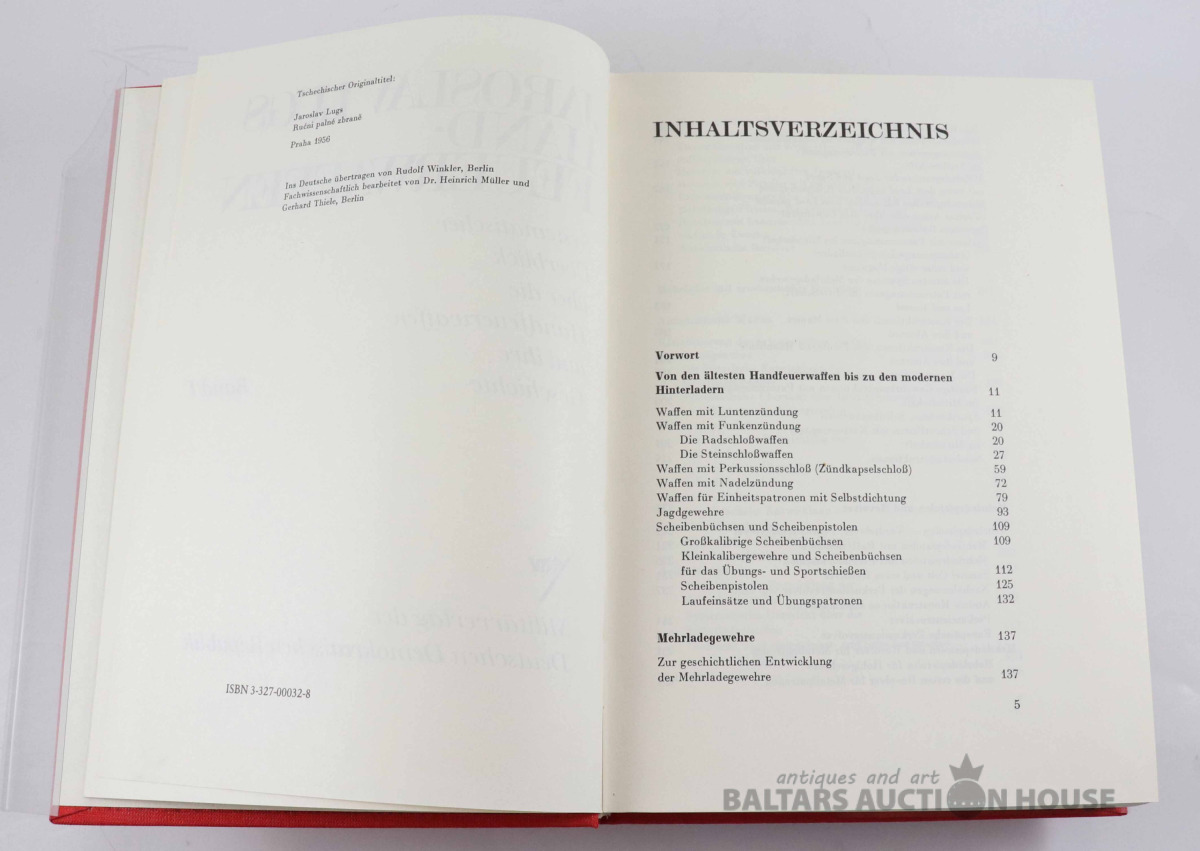 Tschechischer Originaltitel:
Jaroslav Lugs
Ruční palné zbraně
Praha 1956
Ins Deutsche übertragen von Rudolf Winkler, Berlin
Fachwissenschaftlich bearbeitet von Dr. Heinrich Müller und
Gerhard Thiele, Berlin
ISBN 3-327-00032-8
INHALTSVERZEICHNIS
Vorwort 9
Von den ältesten Handfeuerwaffen bis zu den modernen
Hinterladern 11
Waffen mit Luntenzündung 11
Waffen mit Funkenzündung 20
Die Radschloßwaffen 20
Die Steinschloßwaffen 27
Waffen mit Perkussionsschloß (Zündkapselschloß) 59
Waffen mit Nadelzündung 72
Waffen für Einheitspatronen mit Selbstdichtung 79
Jagdgewehre 93
Scheibenbüchsen und Scheibenpistolen 109
Großkalibrige Scheibenbüchsen 109
Kleinkalibergewehre und Scheibenbüchsen
für das Übungs- und Sportschießen 112
Scheibenpistolen 125
Laufeinsätze und Übungspatronen 132
Mehrladegewehre 137
Zur geschichtlichen Entwicklung
der Mehrladegewehre 137
5
antiques and art
BALTARS AUCTION HOUSE